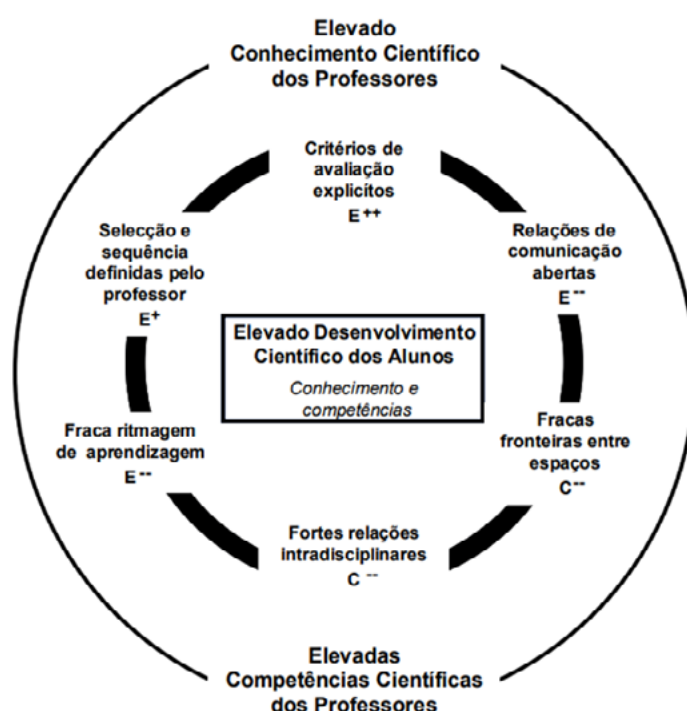 Elevado
Conhecimento Científico
dos Professores
Critérios de
avaliação
explicitos
E++
Selecção e
sequência
definidas pelo
professor
E+
Relações de
comunicação
abertas
E--
Elevado Desenvolvimento
Científico dos Alunos
Conhecimento e
competências
Fraca ritmagem
de aprendizagem
E--
Fracas
fronteiras entre
espaços
C--
Fortes relações
intradisciplinares
C --
Elevadas
Competências Científicas
dos Professores